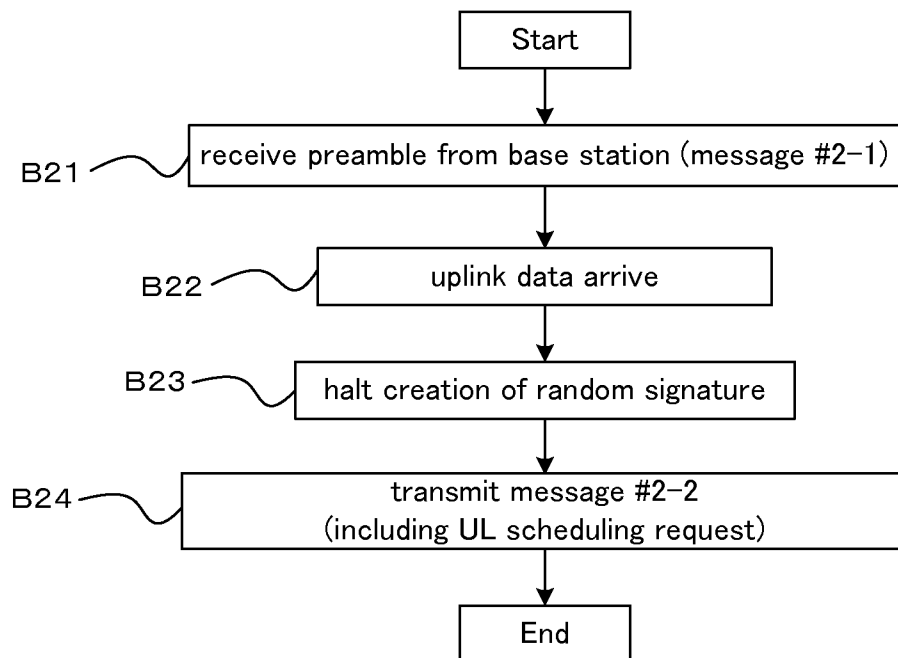 Start
B21
receive preamble from base station (message #2-1)
B22
uplink data arrive
B23
halt creation of random signature
B24
transmit message #2-2
(including UL scheduling request)
End